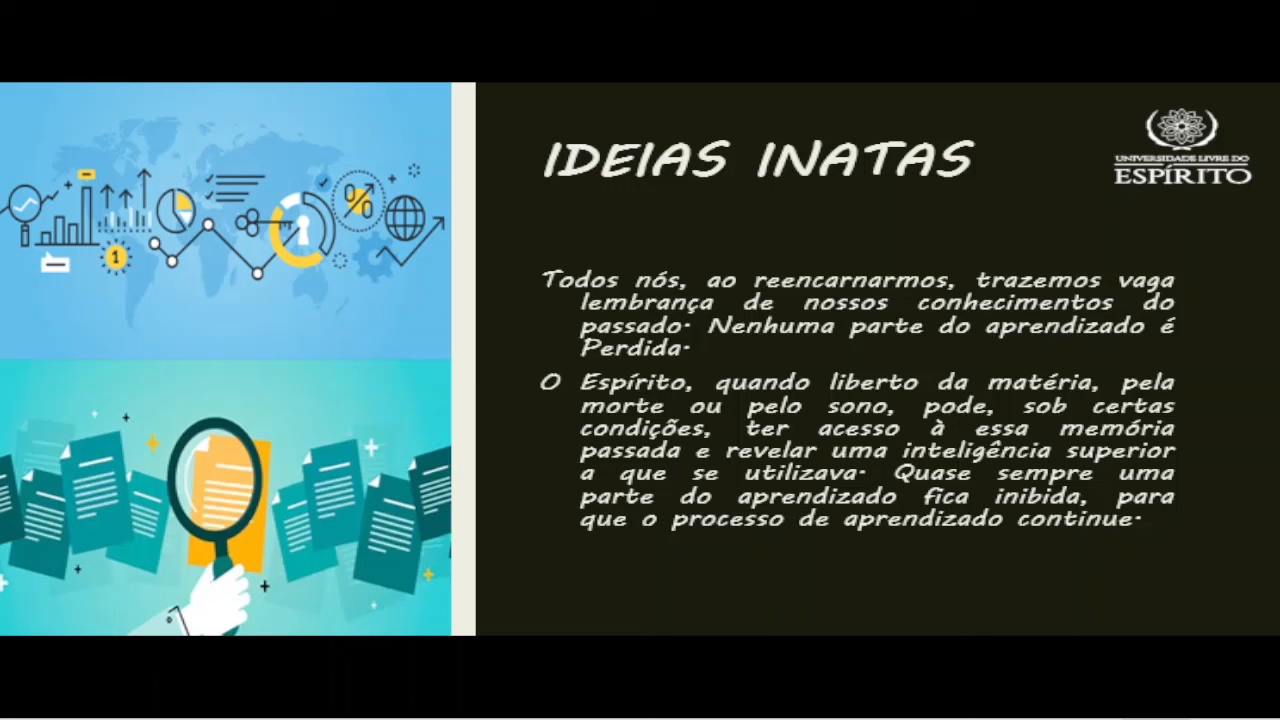 IDEIAS INATAS
UNIVERSIDADE LIVRE DO
ESPÍRITO
Todos nós, ao reencarnarmos, trazemos vaga
lembrança de nossos conhecimentos do
passado. Nenhuma parte do aprendizado é
Perdida.
O Espírito, quando liberto da matéria, pela
morte ou pelo sono, pode, sob certas
condições, ter acesso à essa memória
passada e revelar uma inteligência superior
a que se utilizava. Quase sempre uma
parte do aprendizado fica inibida, para
que o processo de aprendizado continue.
1
%